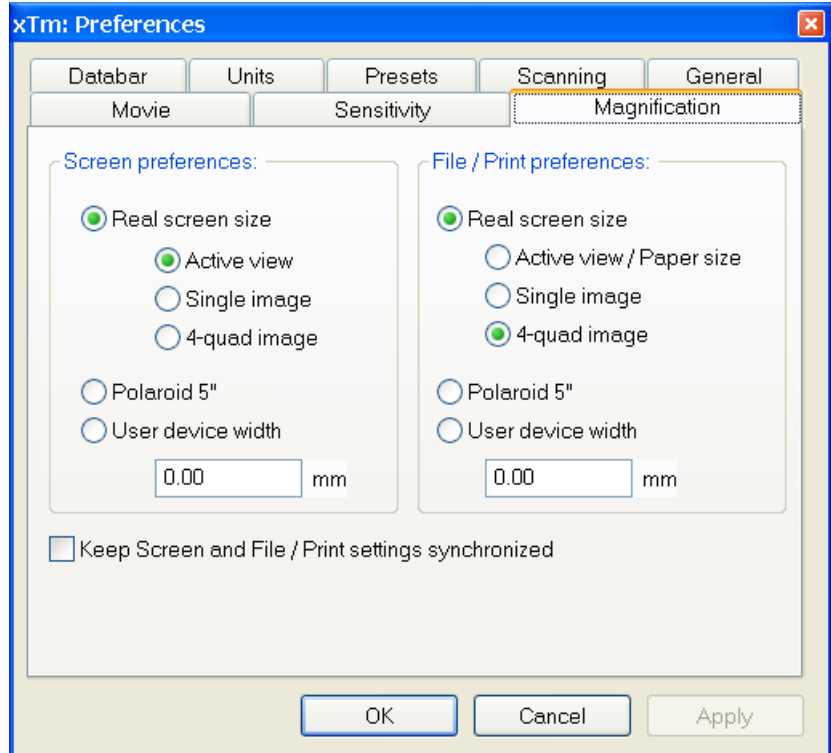 xTm: Preferences
Databar Units Presets Scanning General
Movie Sensitivity Magnification
Screen preferences:
Real screen size
Active view
Single image
4-quad image
Polaroid 5"
User device width
0.00 mm
File / Print preferences:
Real screen size
Active view / Paper size
Single image
4-quad image
Polaroid 5"
User device width
0.00 mm
Keep Screen and File / Print settings synchronized
OK Cancel Apply